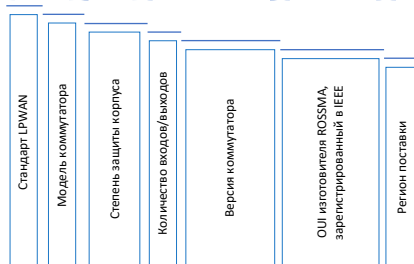 Стандарт LPWAN
Модель коммутатора
Степень защиты корпуса
Количество входов/выходов
Версия коммутатора
OUI изготовителя ROSSMA,
зарегистрированный в IEEE
Регион поставки